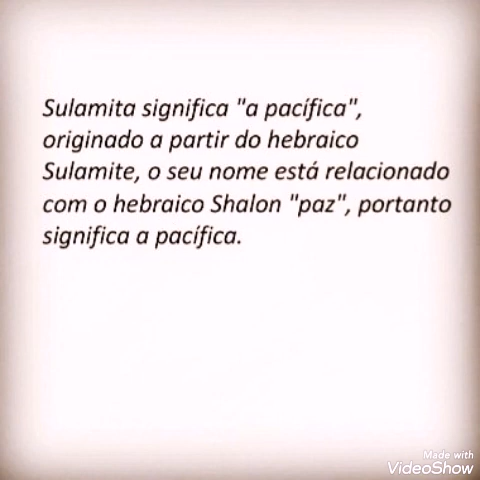 Sulamita significa "a pacífica",
originado a partir do hebraico
Sulamite, o seu nome está relacionado
com o hebraico Shalon "paz", portanto
significa a pacífica.
Made with
VideoShow